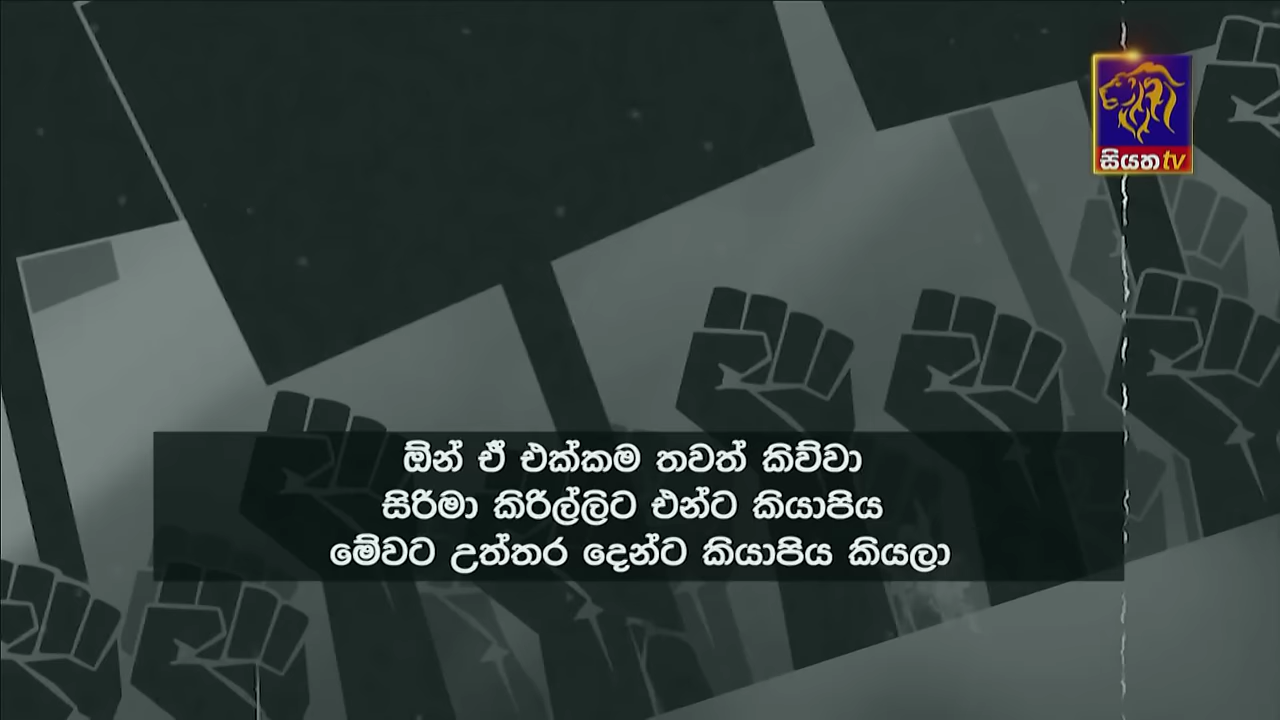 සියත tv
ඕන් ඒ එක්කම තවත් කිව්වා
සිරිමා කිරිල්ලිට එන්ට කියාපිය
මේවට උත්තර දෙන්ට කියාපිය කියලා